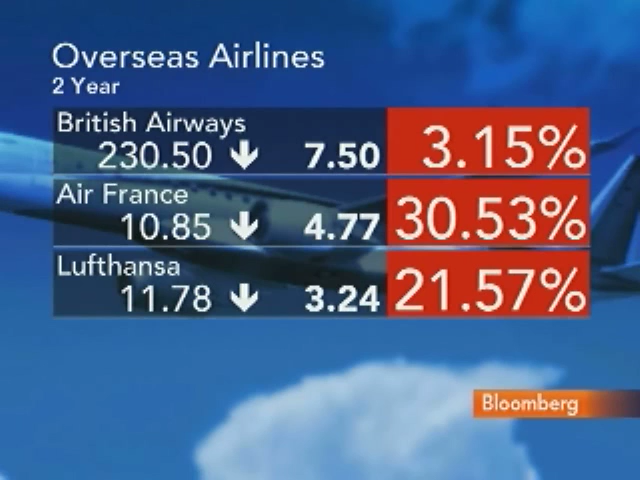 Overseas Airlines
2 Year
British Airways
230.50 ↓ 7.50 3.15%
Air France
10.85 ↓ 4.77 30.53%
Lufthansa
11.78 ↓ 3.24 21.57%
Bloomberg